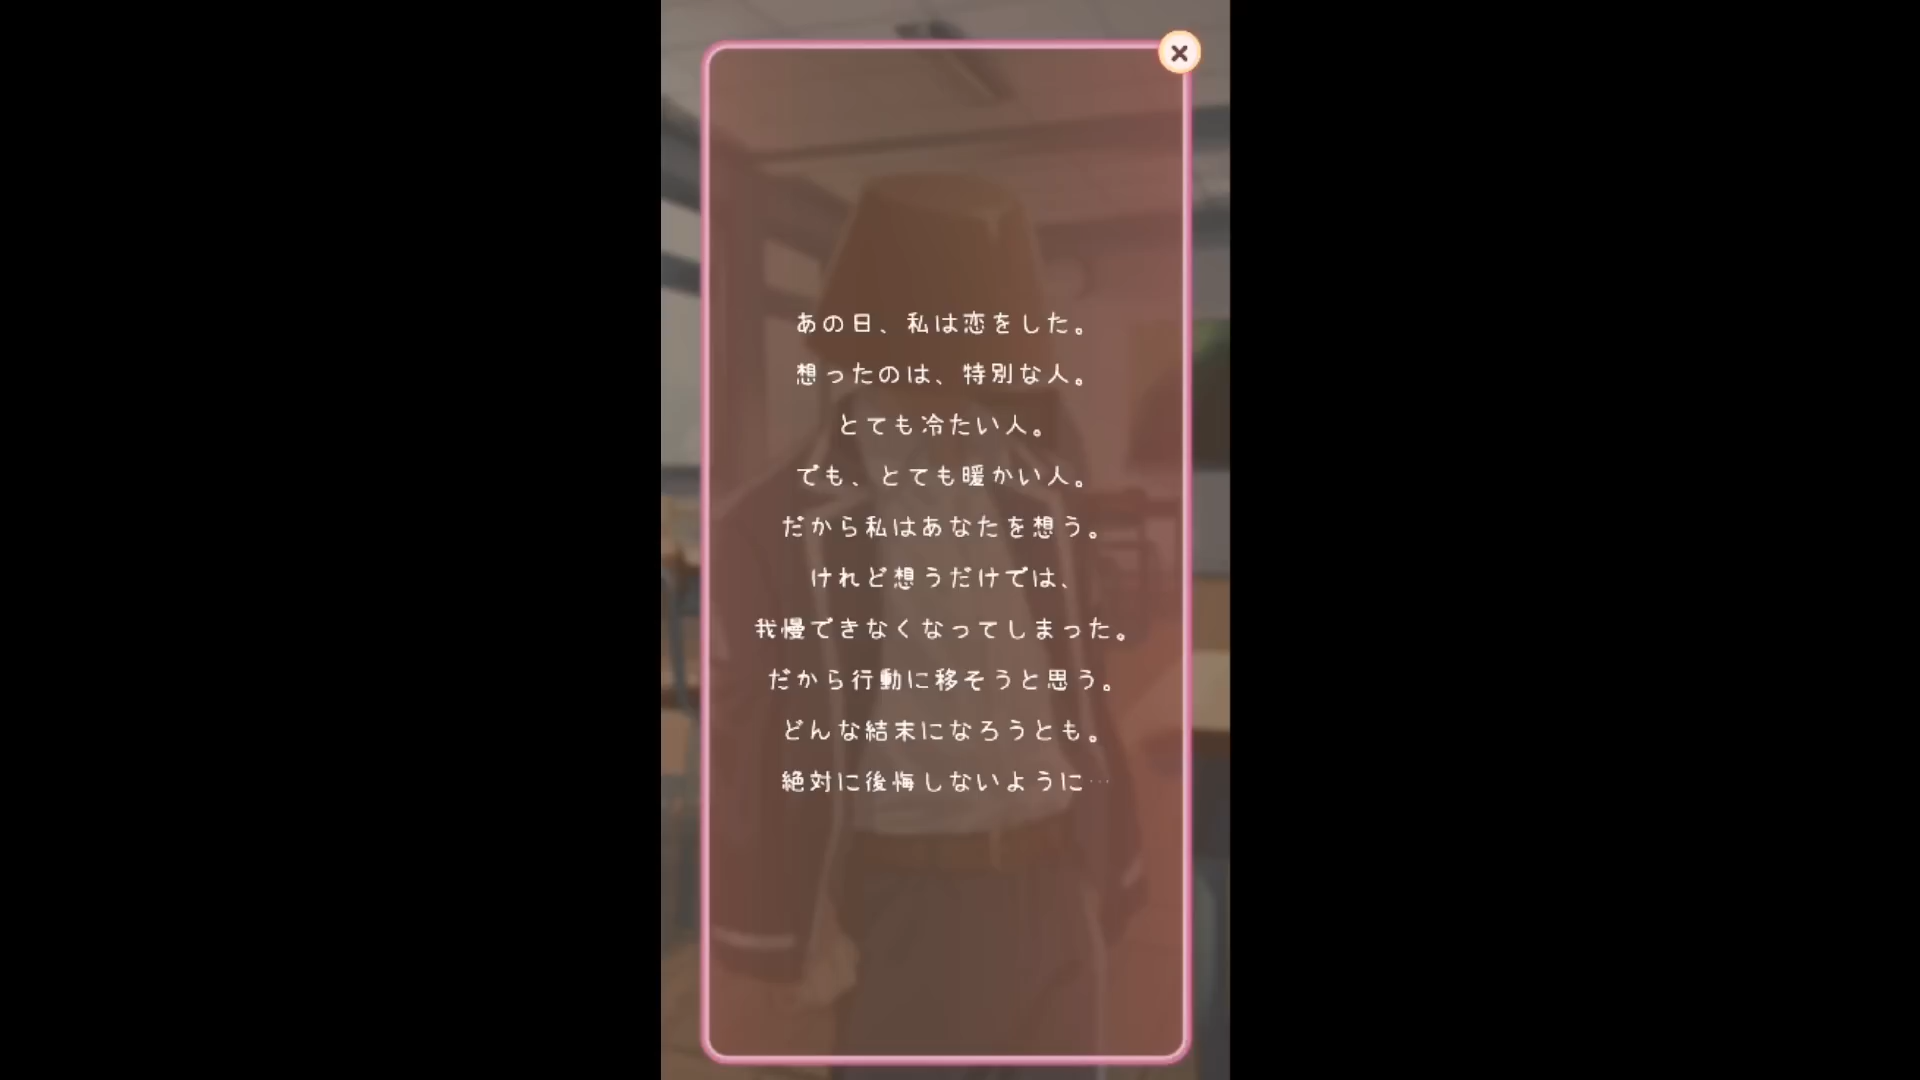 あの日、私は恋をした。
想ったのは、特別な人。
とても冷たい人。
でも、とても暖かい人。
だから私はあなたを想う。
けれど想うだけでは、
我慢できなくなってしまった。
だから行動に移そうと思う。
どんな結末になろうとも。
絶対に後悔しないように…